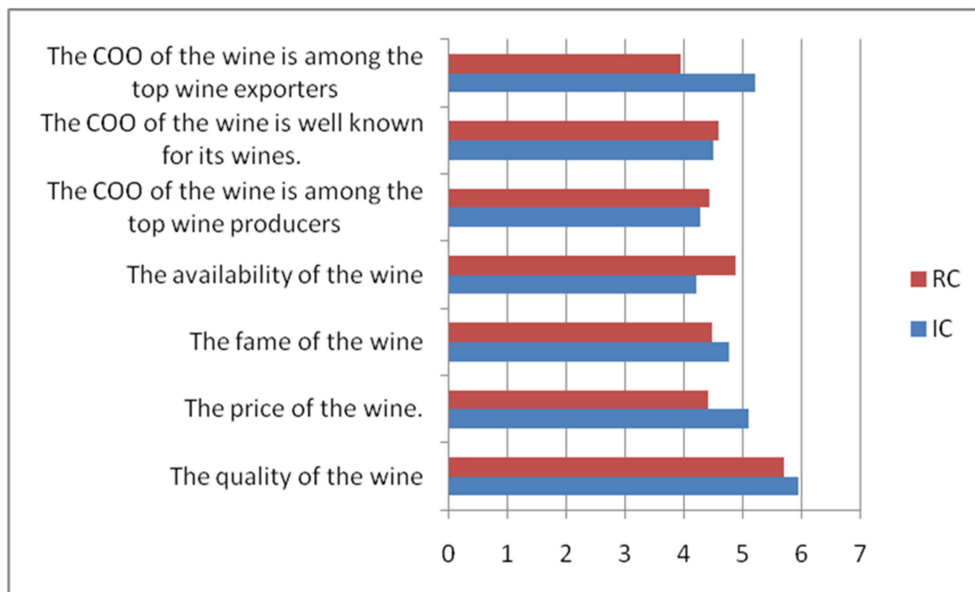 The COO of the wine is among the
top wine exporters
The COO of the wine is well known
for its wines.
The COO of the wine is among the
top wine producers
The availability of the wine
The fame of the wine
The price of the wine.
The quality of the wine
RC
IC
0 1 2 3 4 5 6 7